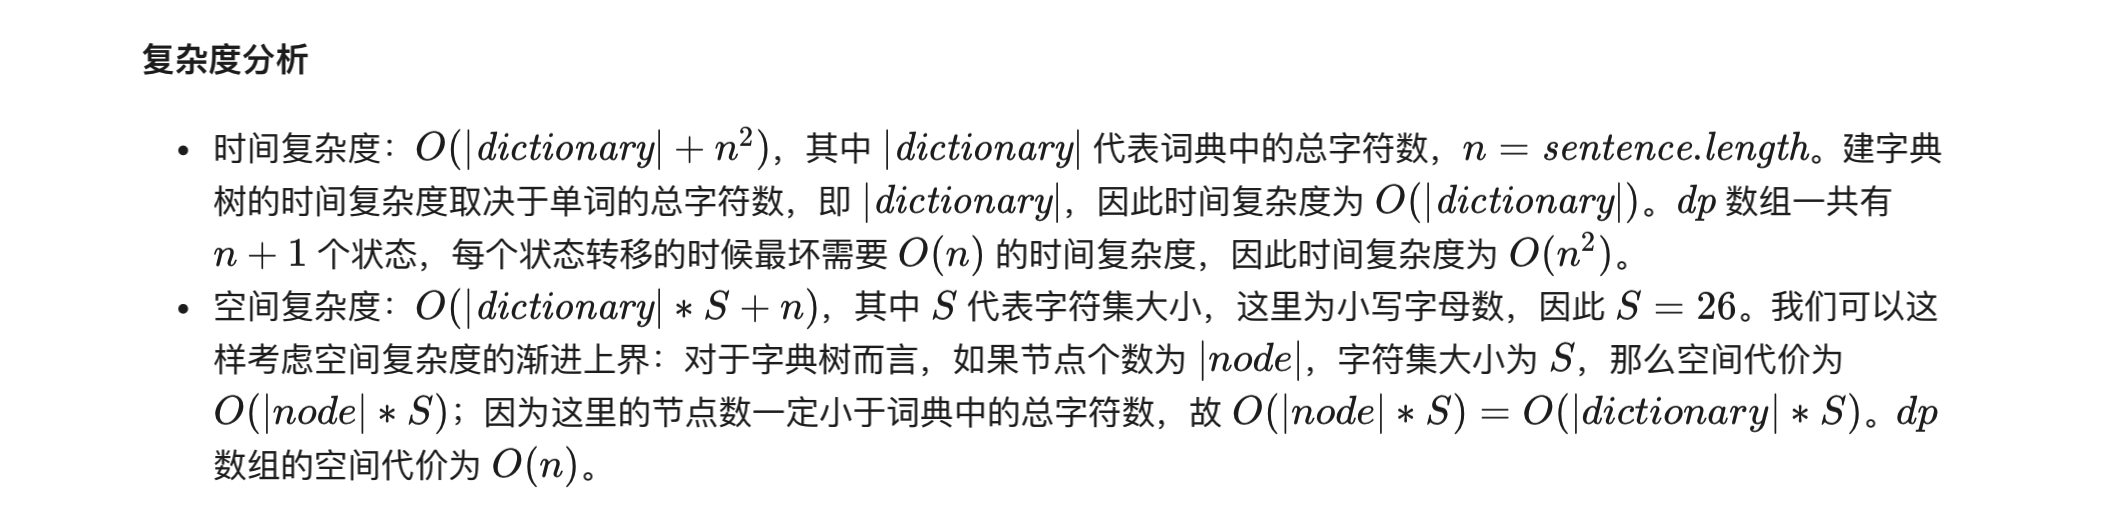 复杂度分析
• 时间复杂度：O(|dictionary| + n²)，其中 |dictionary| 代表词典中的总字符数，n = sentence.length。建字典
树的时间复杂度取决于单词的总字符数，即 |dictionary|，因此时间复杂度为 O(|dictionary|)。dp 数组一共有
n + 1 个状态，每个状态转移的时候最坏需要 O(n) 的时间复杂度，因此时间复杂度为 O(n²)。
• 空间复杂度：O(|dictionary| * S + n)，其中 S 代表字符集大小，这里为小写字母数，因此 S = 26。我们可以这
样考虑空间复杂度的渐进上界：对于字典树而言，如果节点个数为 |node|，字符集大小为 S，那么空间代价为
O(|node| * S)；因为这里的节点数一定小于词典中的总字符数，故 O(|node| * S) = O(|dictionary| * S)。dp
数组的空间代价为 O(n)。